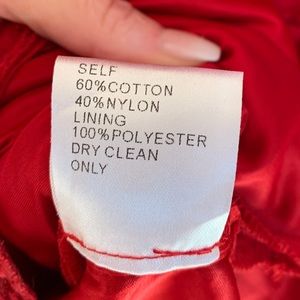 SELF
60%COTTON
40%NYLON
LINING
100%POLYESTER
DRY CLEAN
ONLY